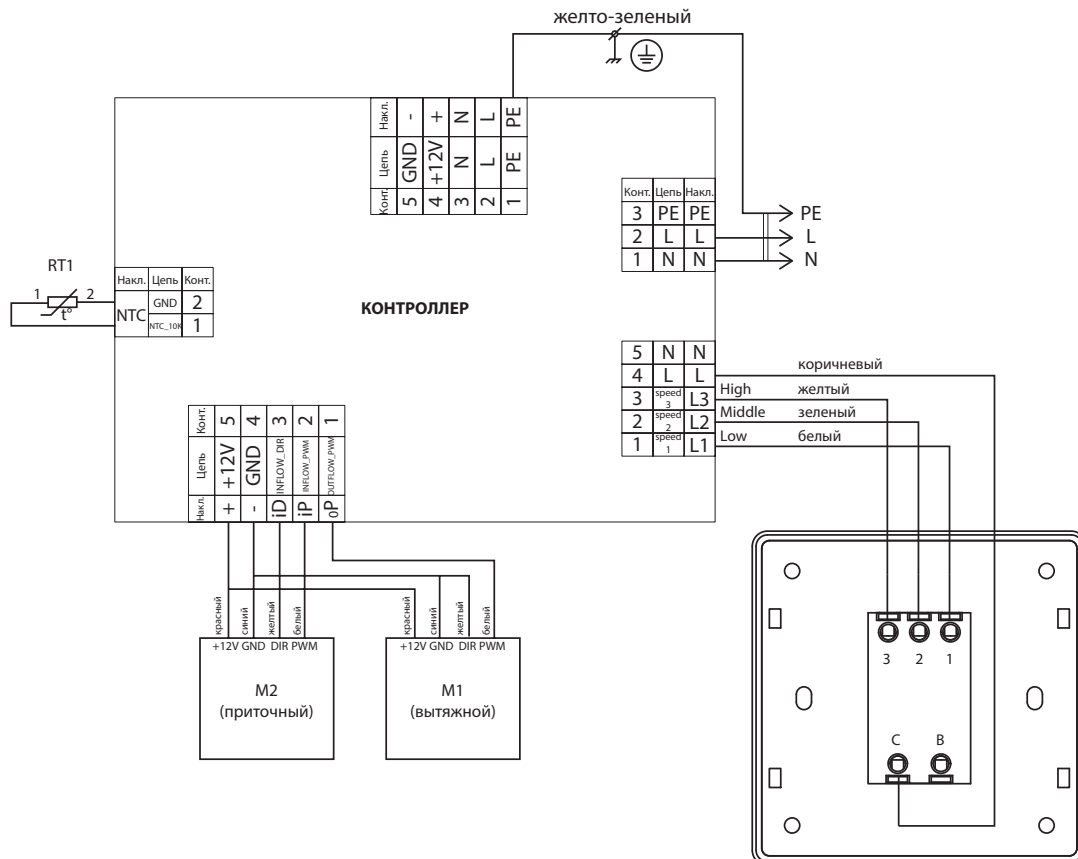 желто-зеленый
Накл. - + N N L PE
Цепь GND +12V N L PE
Конт. 5 4 3 2 1
Конт. Цепь Накл.
3 PE PE
2 L L
1 N N
PE
L
N
RT1
1 2
t°
Накл. Цепь Конт.
NTC
GND 2
NTC_10K 1
КОНТРОЛЛЕР
5 N N
4 L L
3 speed 3 L3
2 speed 2 L2
1 speed 1 L1
коричневый
High желтый
Middle зеленый
Low белый
Конт. 5 4 3 2 1
Цепь +12V GND INFLOW_DIR INFLOW_PWM OUTFLOW_PWM
Накл. + - iD iP oP
красный синий желтый белый
красный синий желтый белый
+12V GND DIR PWM
M2
(приточный)
+12V GND DIR PWM
M1
(вытяжной)
3 2 1
C B